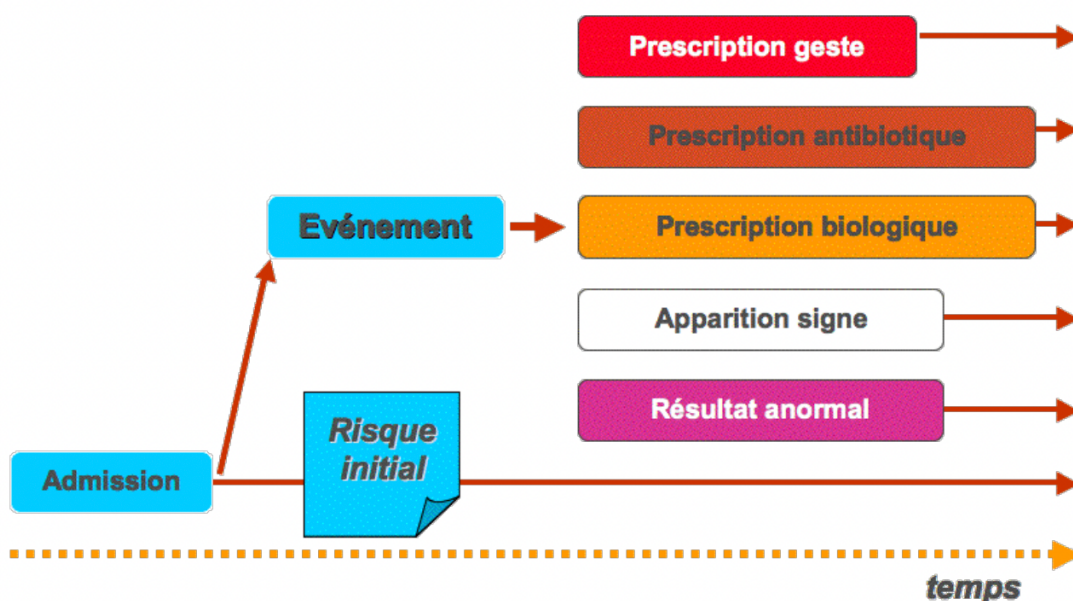 Prescription geste
Prescription antibiotique
Evénement
Prescription biologique
Apparition signe
Résultat anormal
Risque
initial
Admission
temps